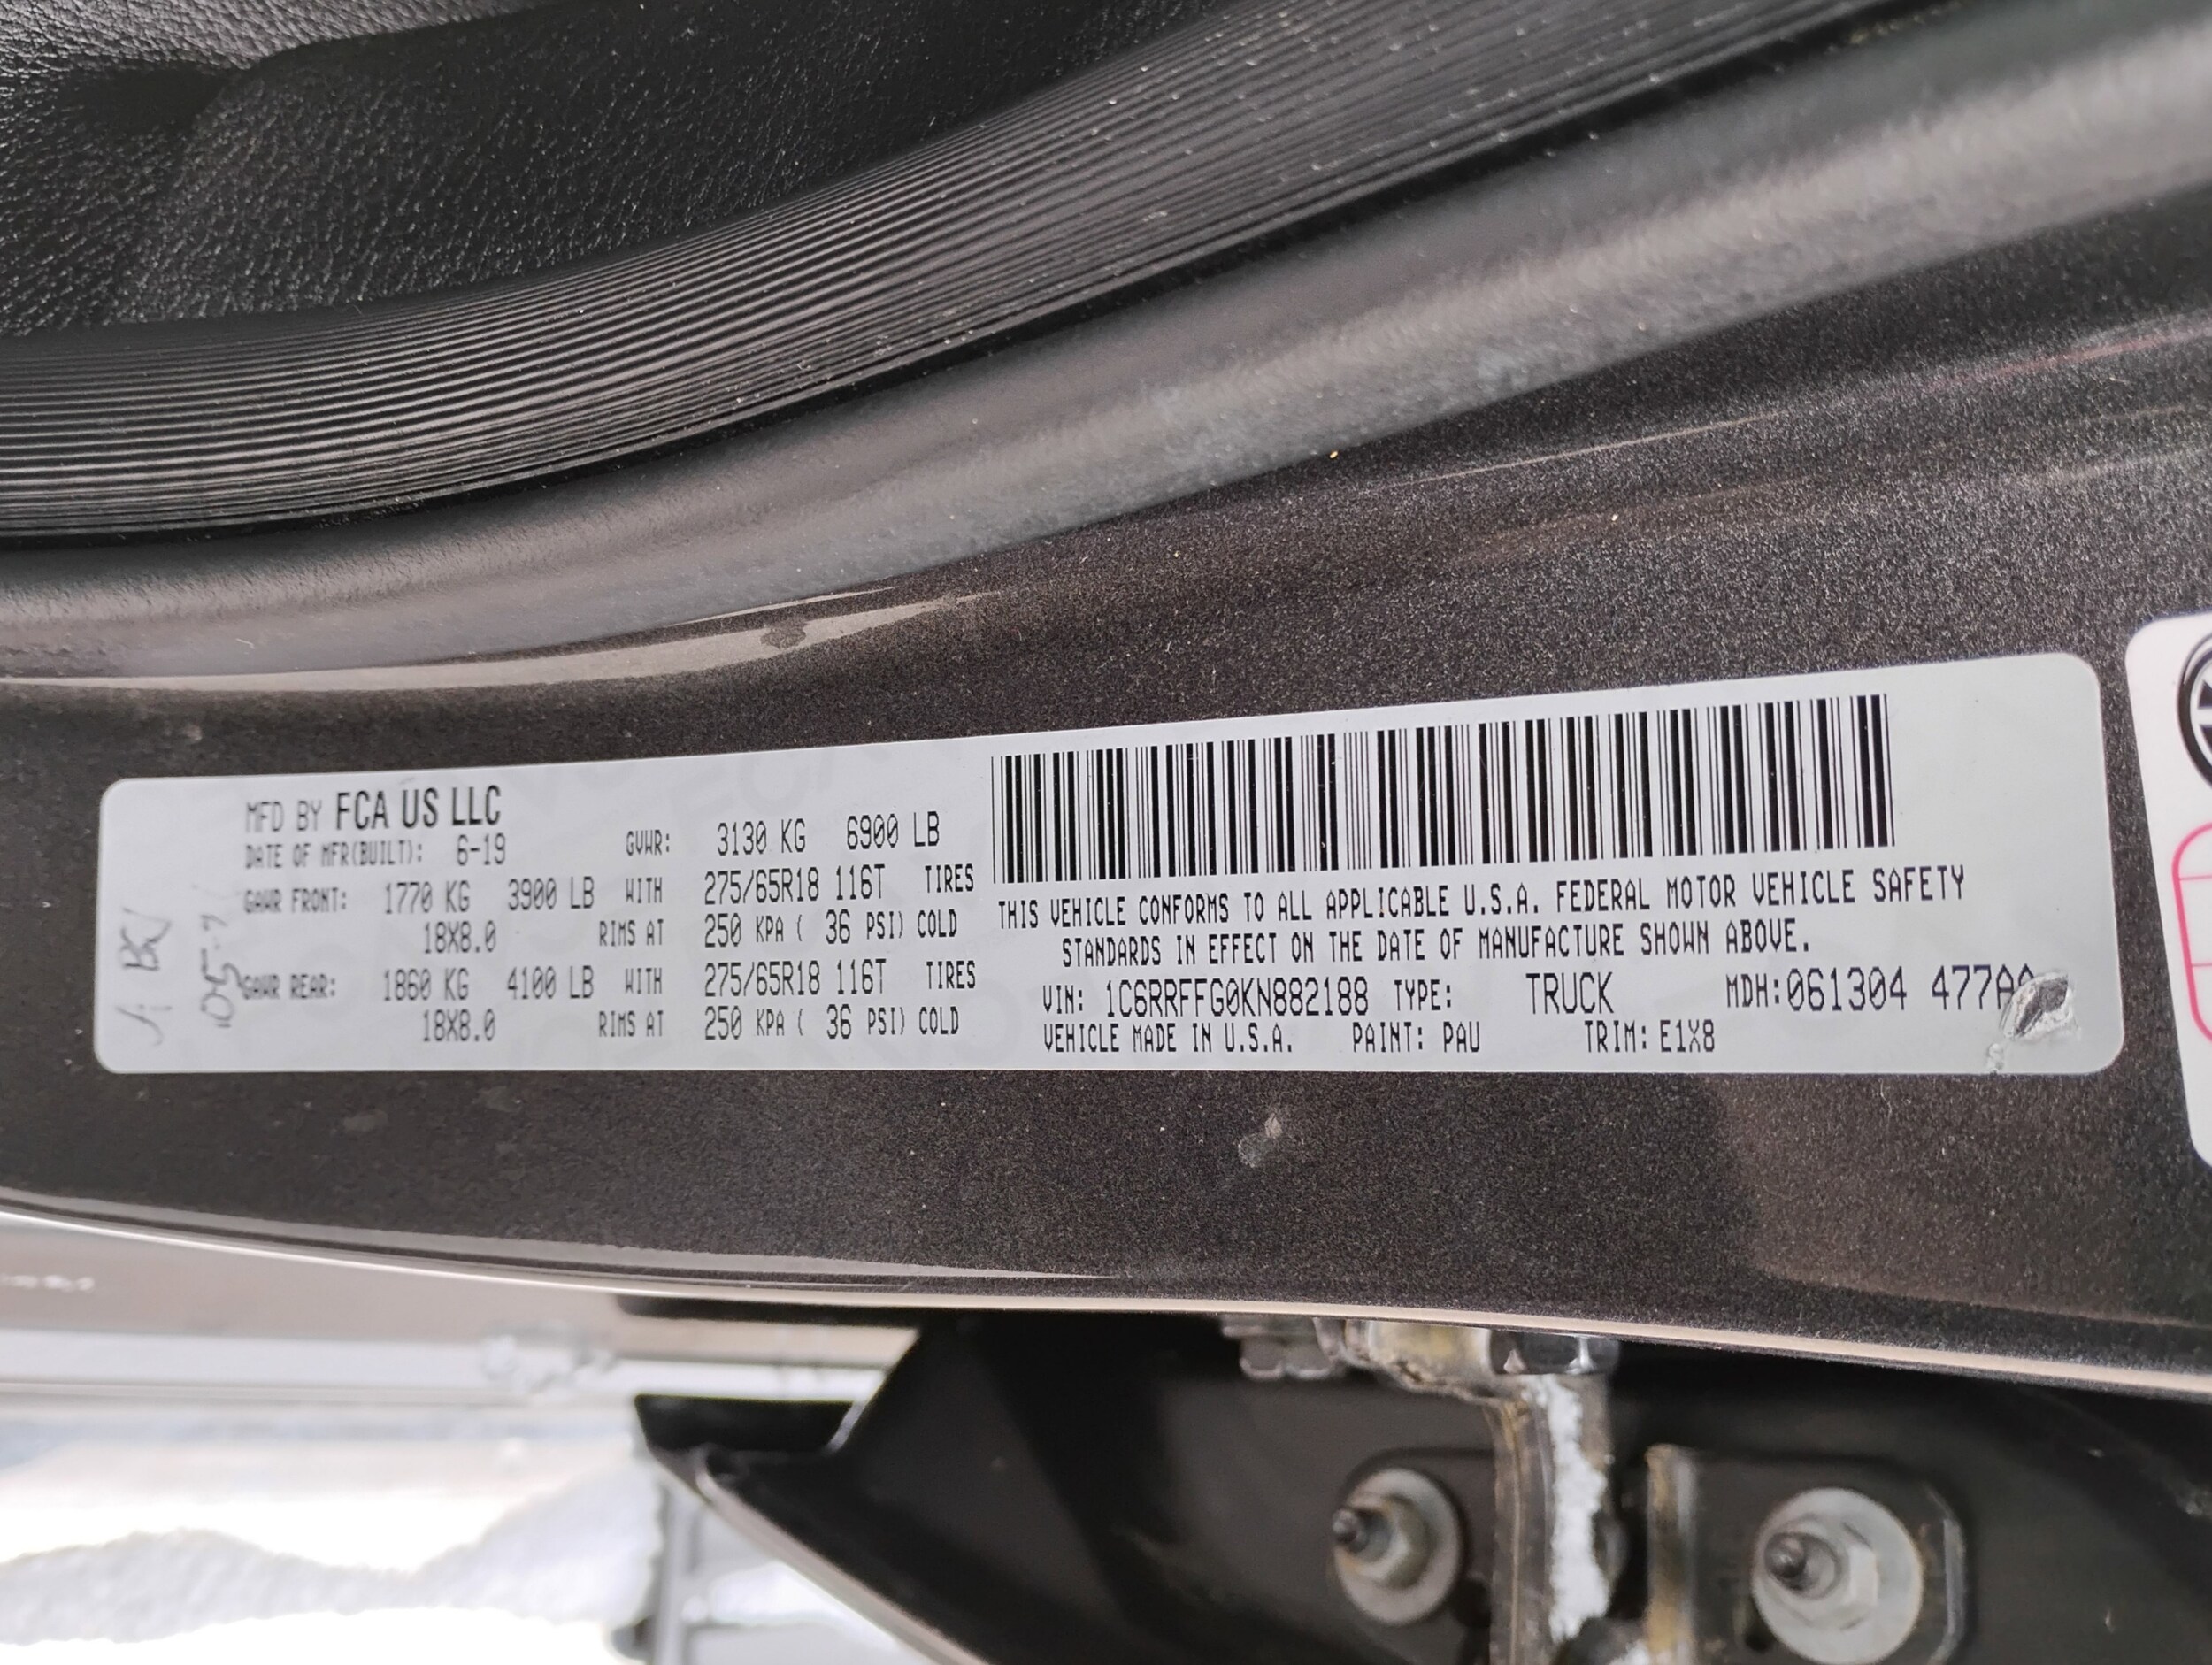 MFD BY FCA US LLC
DATE OF MFR(BUILT): 6-19 GVWR: 3130 KG 6900 LB
GAWR FRONT: 1770 KG 3900 LB WITH 275/65R18 116T TIRES
18X8.0 RIMS AT 250 KPA ( 36 PSI) COLD
GAWR REAR: 1860 KG 4100 LB WITH 275/65R18 116T TIRES
18X8.0 RIMS AT 250 KPA ( 36 PSI) COLD
THIS VEHICLE CONFORMS TO ALL APPLICABLE U.S.A. FEDERAL MOTOR VEHICLE SAFETY
STANDARDS IN EFFECT ON THE DATE OF MANUFACTURE SHOWN ABOVE.
VIN: 1C6RRFFG0KN882188 TYPE: TRUCK MDH:061304
VEHICLE MADE IN U.S.A. PAINT: PAU TRIM: E1X8